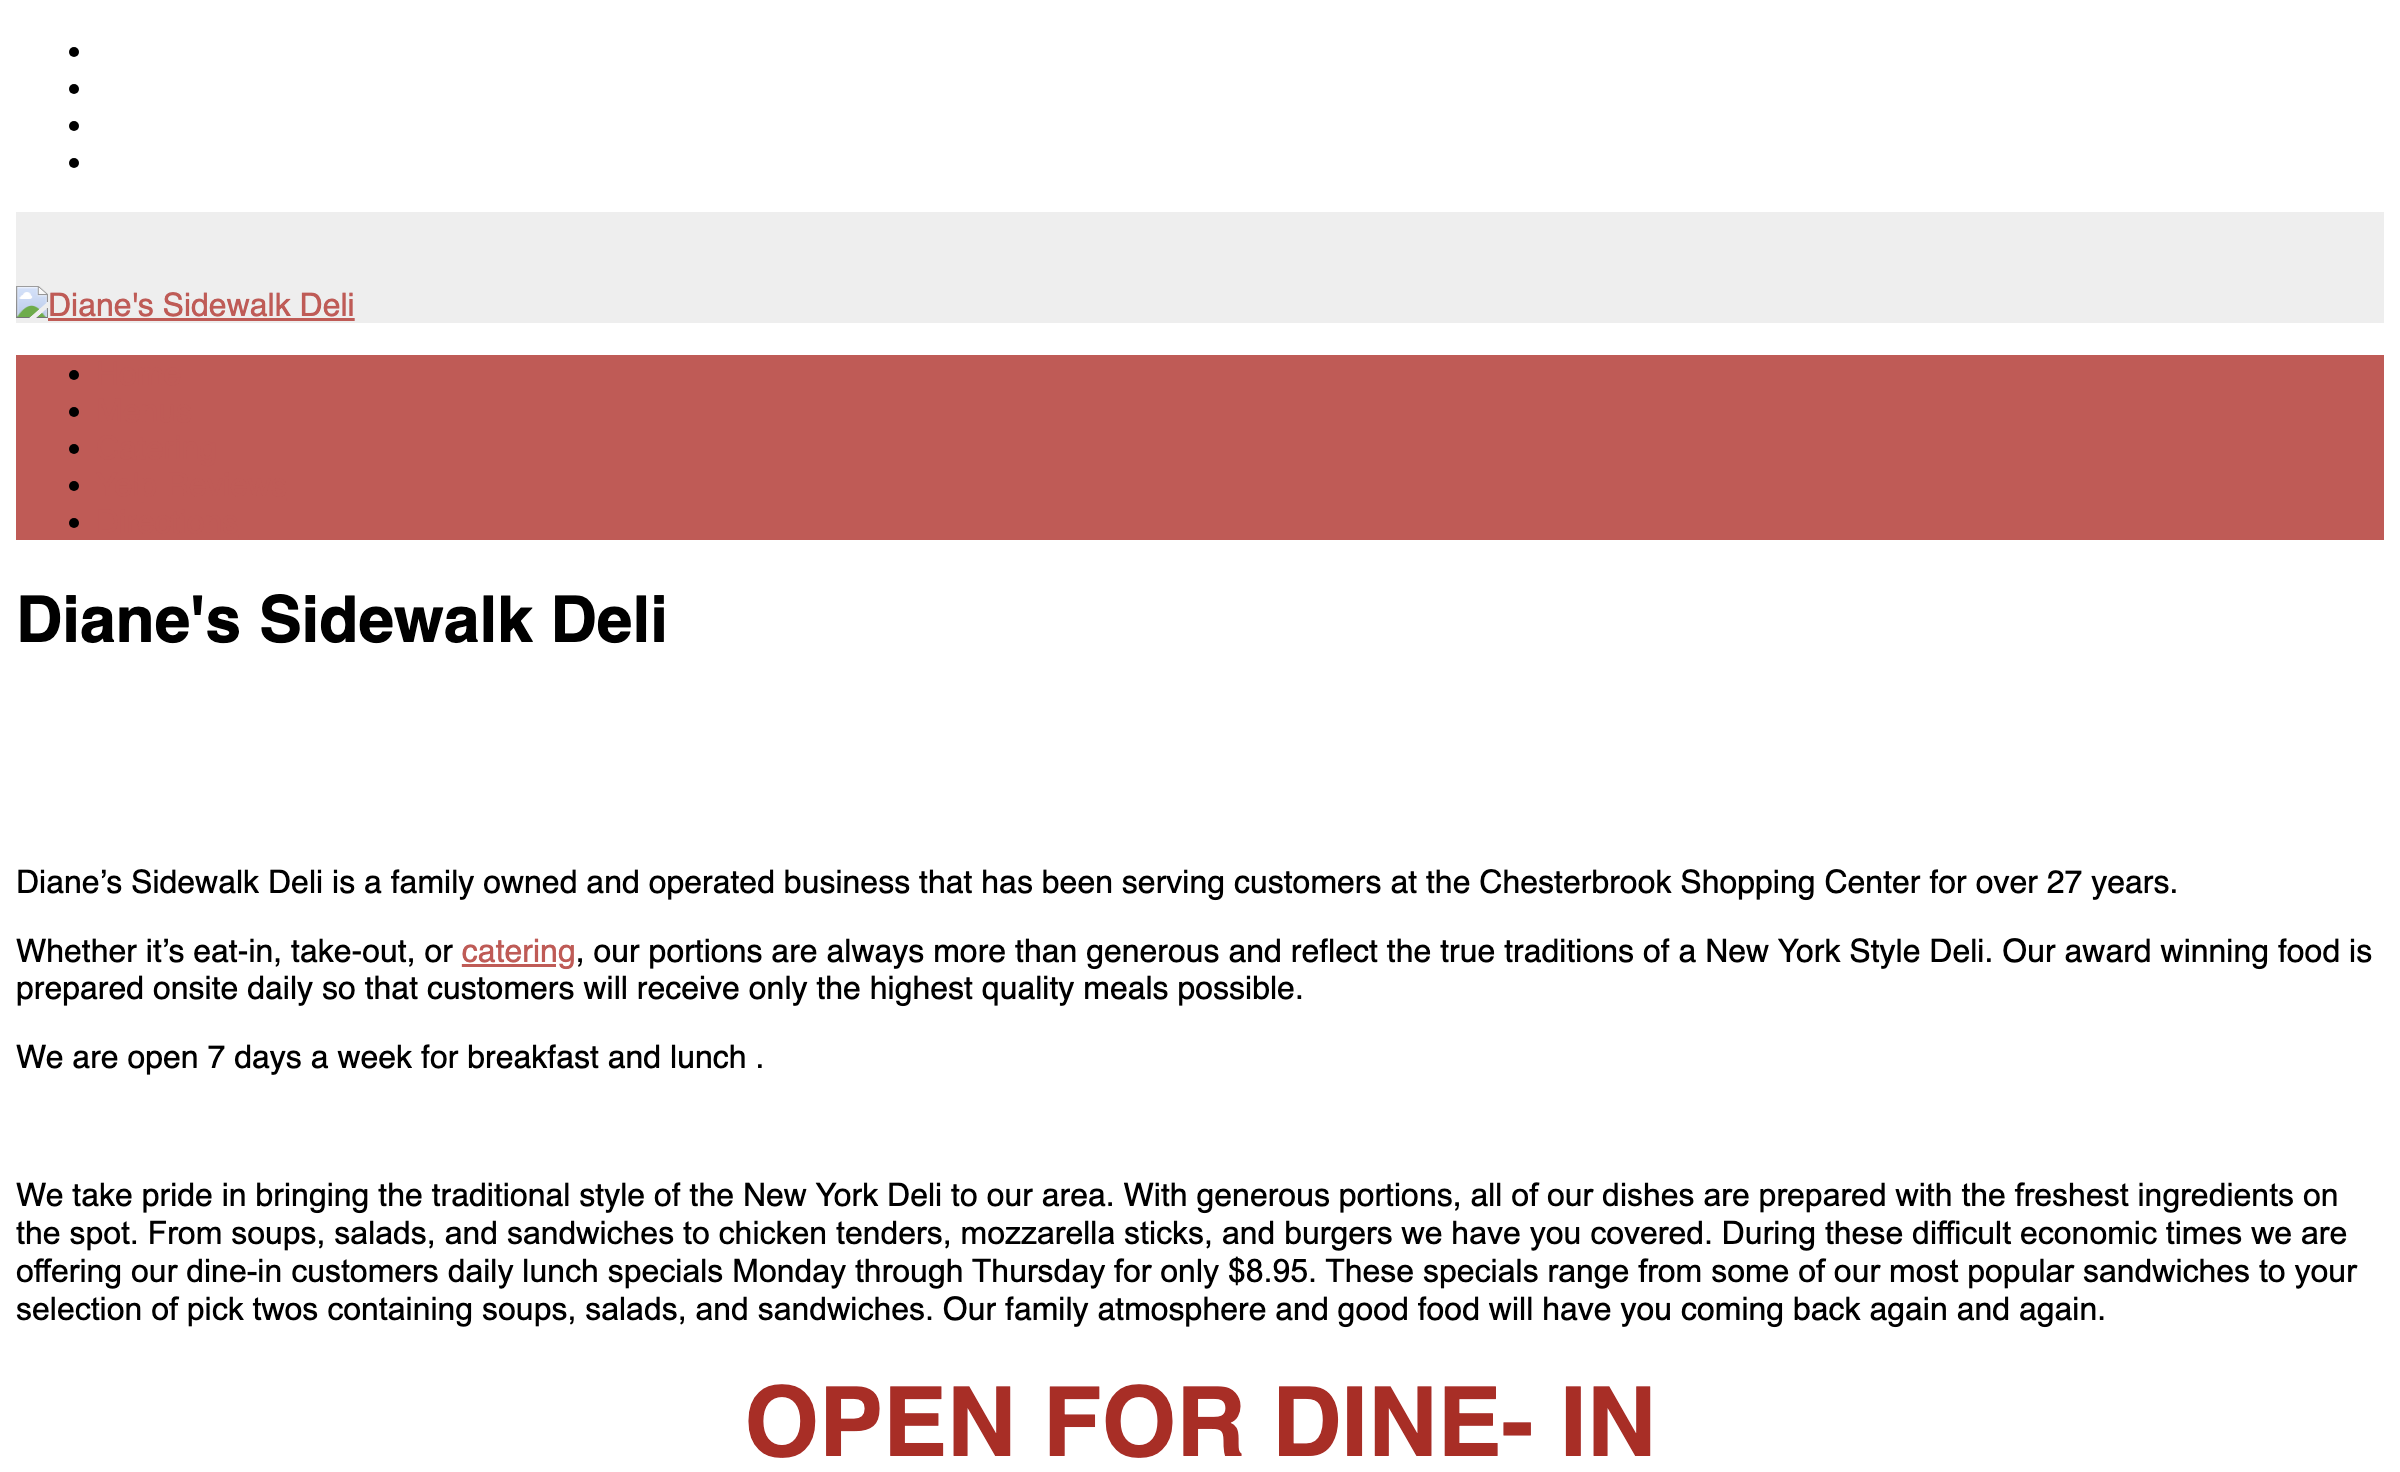 Diane's Sidewalk Deli
Diane's Sidewalk Deli
Diane’s Sidewalk Deli is a family owned and operated business that has been serving customers at the Chesterbrook Shopping Center for over 27 years.
Whether it’s eat-in, take-out, or catering, our portions are always more than generous and reflect the true traditions of a New York Style Deli. Our award winning food is
prepared onsite daily so that customers will receive only the highest quality meals possible.
We are open 7 days a week for breakfast and lunch .
We take pride in bringing the traditional style of the New York Deli to our area. With generous portions, all of our dishes are prepared with the freshest ingredients on
the spot. From soups, salads, and sandwiches to chicken tenders, mozzarella sticks, and burgers we have you covered. During these difficult economic times we are
offering our dine-in customers daily lunch specials Monday through Thursday for only $8.95. These specials range from some of our most popular sandwiches to your
selection of pick twos containing soups, salads, and sandwiches. Our family atmosphere and good food will have you coming back again and again.
OPEN FOR DINE- IN